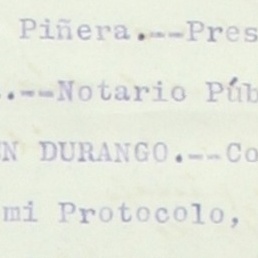 Piñera.--Pres
.--Notario Púb
N DURANGO.--Co
mi Protocolo,